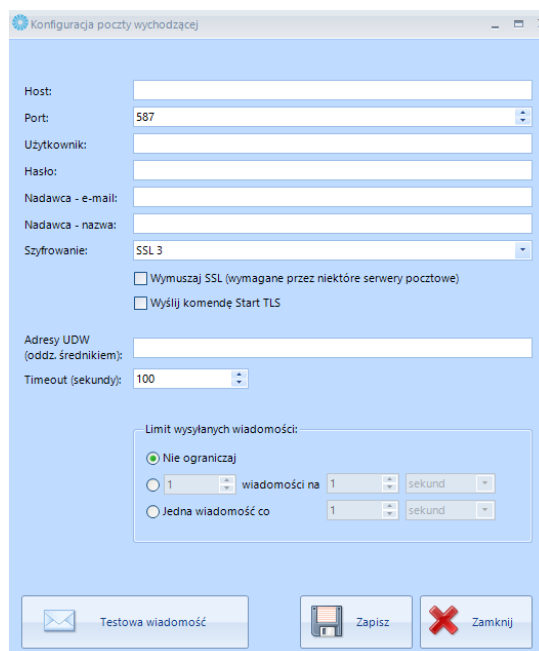 Konfiguracja poczty wychodzącej
Host:
Port: 587
Użytkownik:
Hasło:
Nadawca - e-mail:
Nadawca - nazwa:
Szyfrowanie: SSL 3
Wymuszaj SSL (wymagane przez niektóre serwery pocztowe)
Wyślij komendę Start TLS
Adresy UDW
(oddz. średnikiem):
Timeout (sekundy): 100
Limit wysyłanych wiadomości:
Nie ograniczaj
1 wiadomości na 1 sekund
Jedna wiadomość co 1 sekund
Testowa wiadomość Zapisz Zamknij